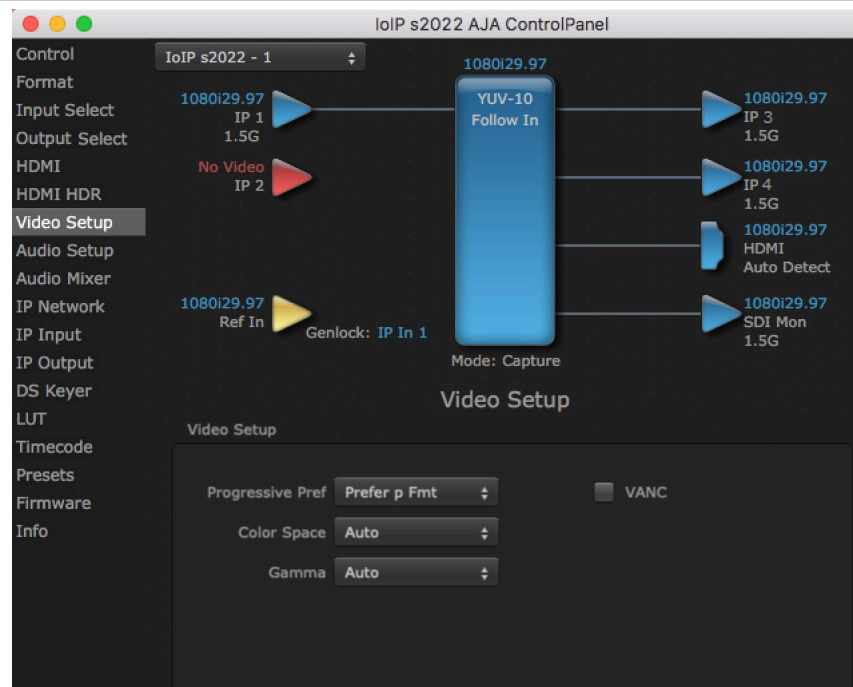 IoIP s2022 AJA ControlPanel
Control
Format
Input Select
Output Select
HDMI
HDMI HDR
Video Setup
Audio Setup
Audio Mixer
IP Network
IP Input
IP Output
DS Keyer
LUT
Timecode
Presets
Firmware
Info
IoIP s2022 - 1
1080i29.97
IP 1
1.5G
No Video
IP 2
1080i29.97
Ref In
Genlock: IP In 1
1080i29.97
YUV-10
Follow In
Mode: Capture
1080i29.97
IP 3
1.5G
1080i29.97
IP 4
1.5G
1080i29.97
HDMI
Auto Detect
1080i29.97
SDI Mon
1.5G
Video Setup
Video Setup
Progressive Pref Prefer p Fmt
VANC
Color Space Auto
Gamma Auto